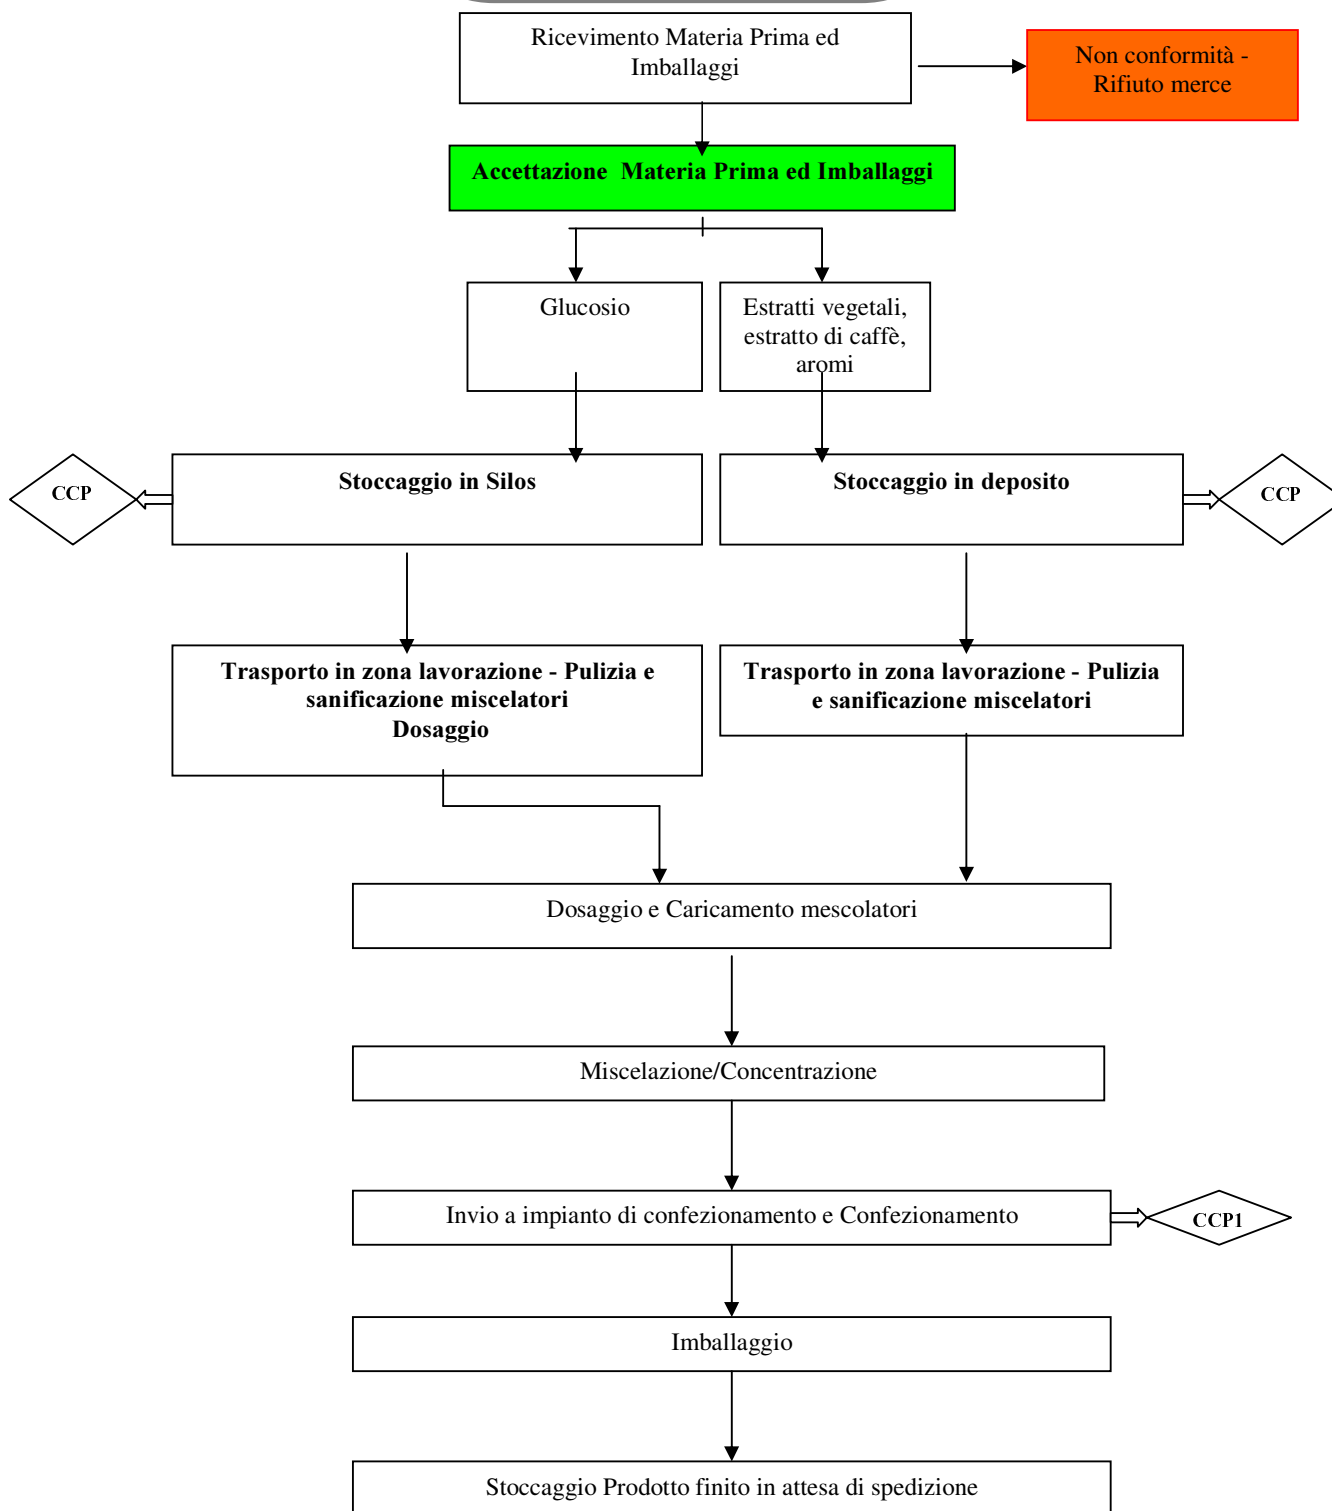 Ricevimento Materia Prima ed
Imballaggi
Non conformità -
Rifiuto merce
Accettazione  Materia Prima ed Imballaggi
Glucosio
Estratti vegetali,
estratto di caffè,
aromi
CCP
Stoccaggio in Silos
Stoccaggio in deposito
CCP
Trasporto in zona lavorazione - Pulizia e
sanificazione miscelatori
Dosaggio
Trasporto in zona lavorazione - Pulizia
e sanificazione miscelatori
Dosaggio e Caricamento mescolatori
Miscelazione/Concentrazione
Invio a impianto di confezionamento e Confezionamento
CCP1
Imballaggio
Stoccaggio Prodotto finito in attesa di spedizione